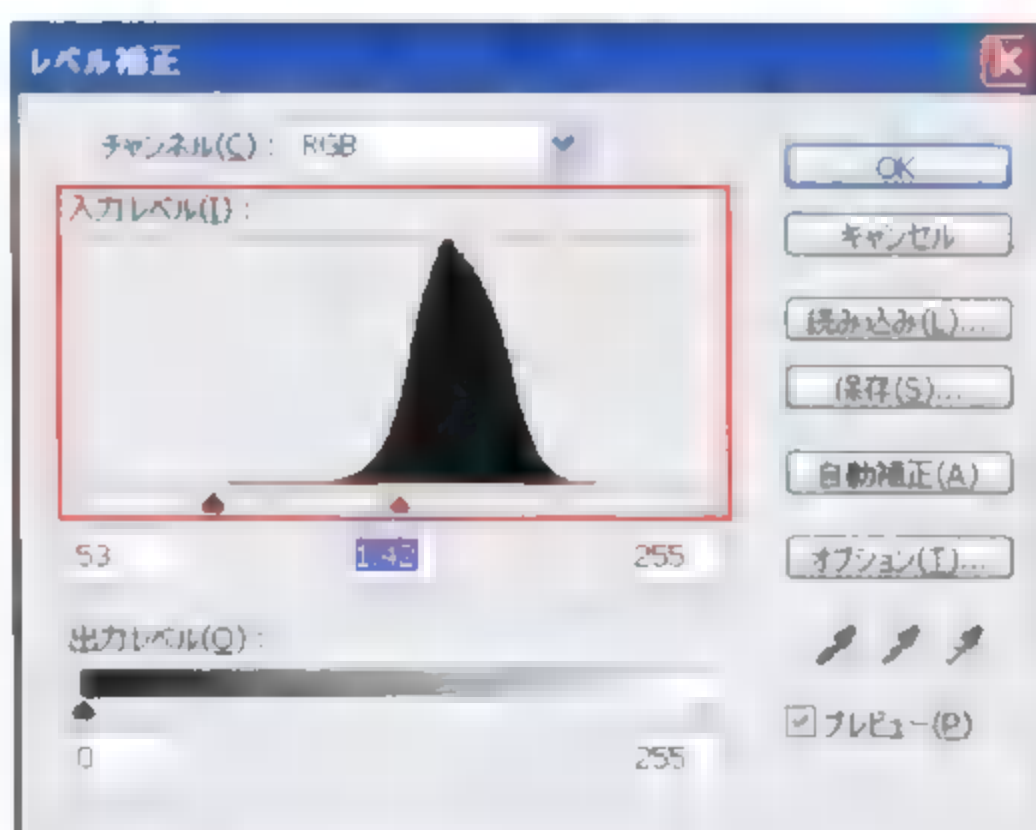 レベル補正
チャンネル(C): RGB
入力レベル(I):
53 1.42 255
出力レベル(O):
0 255
OK
キャンセル
読み込み(L)...
保存(S)...
自動補正(A)
オプション(T)...
プレビュー(P)